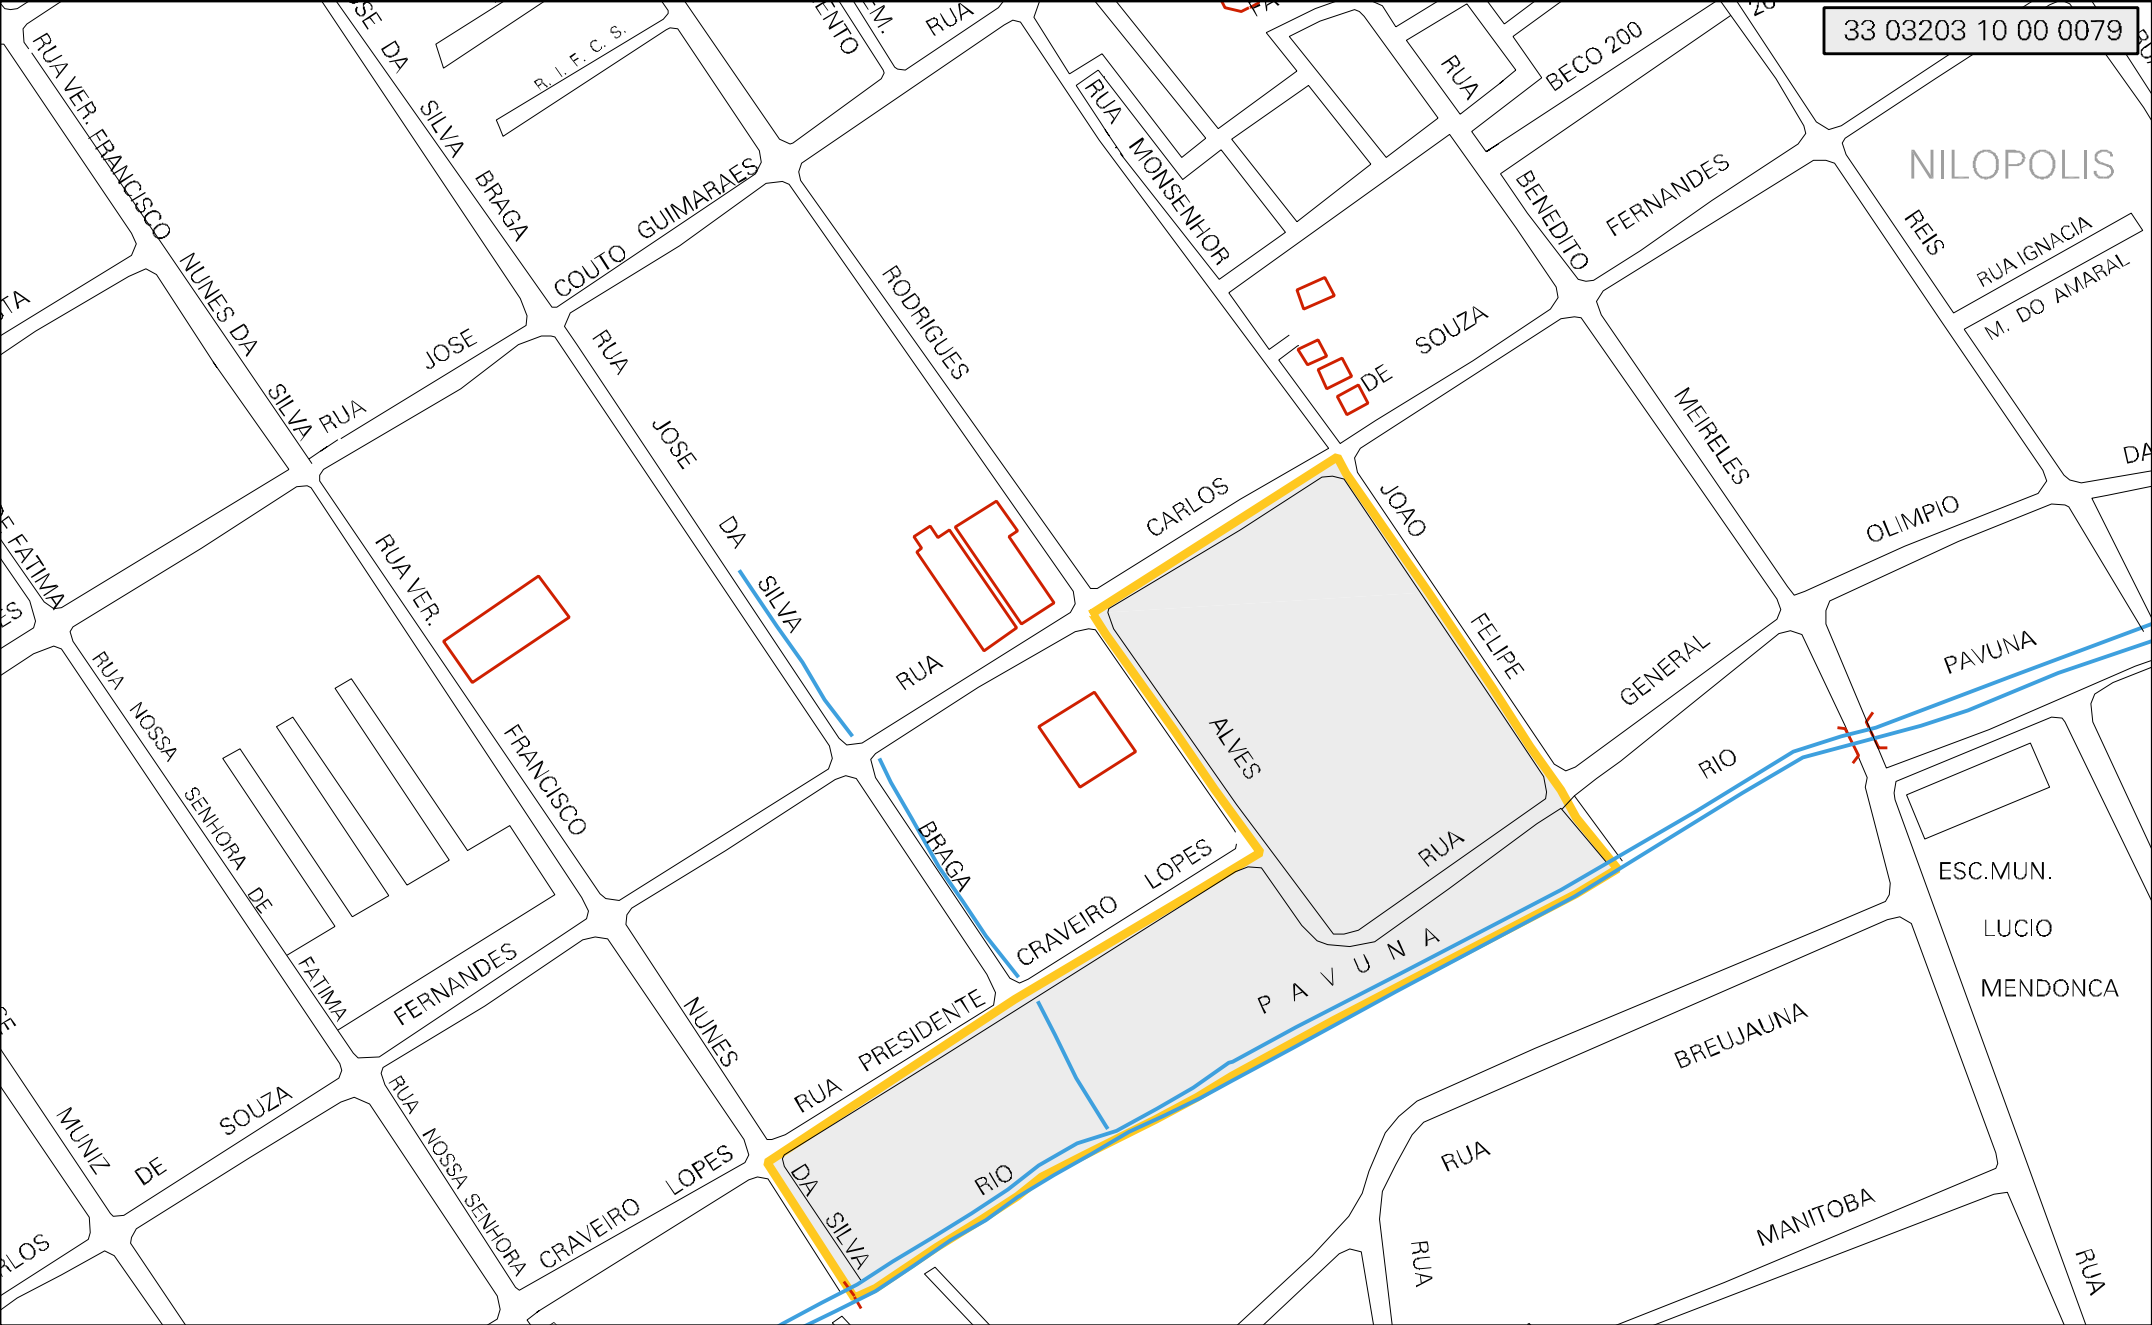 33 03203 10 00 0079
NILOPOLIS
RUA VER. FRANCISCO NUNES DA SILVA
DA SILVA BRAGA
R. I. F. C. S.
RUA
BECO 200
RUA MONSENHOR
RUA
BENEDITO
FERNANDES
REIS
RUA IGNACIA
M. DO AMARAL
RUA JOSE COUTO GUIMARAES
RODRIGUES
RUA JOSE DA SILVA BRAGA
DE SOUZA
MEIRELES
CARLOS
JOAO
FELIPE
OLIMPIO
GENERAL
PAVUNA
RIO
FATIMA
RUA VER. FRANCISCO NUNES
RUA
ALVES
RUA NOSSA SENHORA DE FATIMA
FERNANDES
CRAVEIRO LOPES
RUA
PAVUNA
ESC.MUN.
LUCIO
MENDONCA
RUA PRESIDENTE
RIO
DA SILVA
BREUJAUNA
RUA
MANITOBA
RUA
RUA
MUNIZ
DE SOUZA
RUA NOSSA SENHORA
CRAVEIRO LOPES